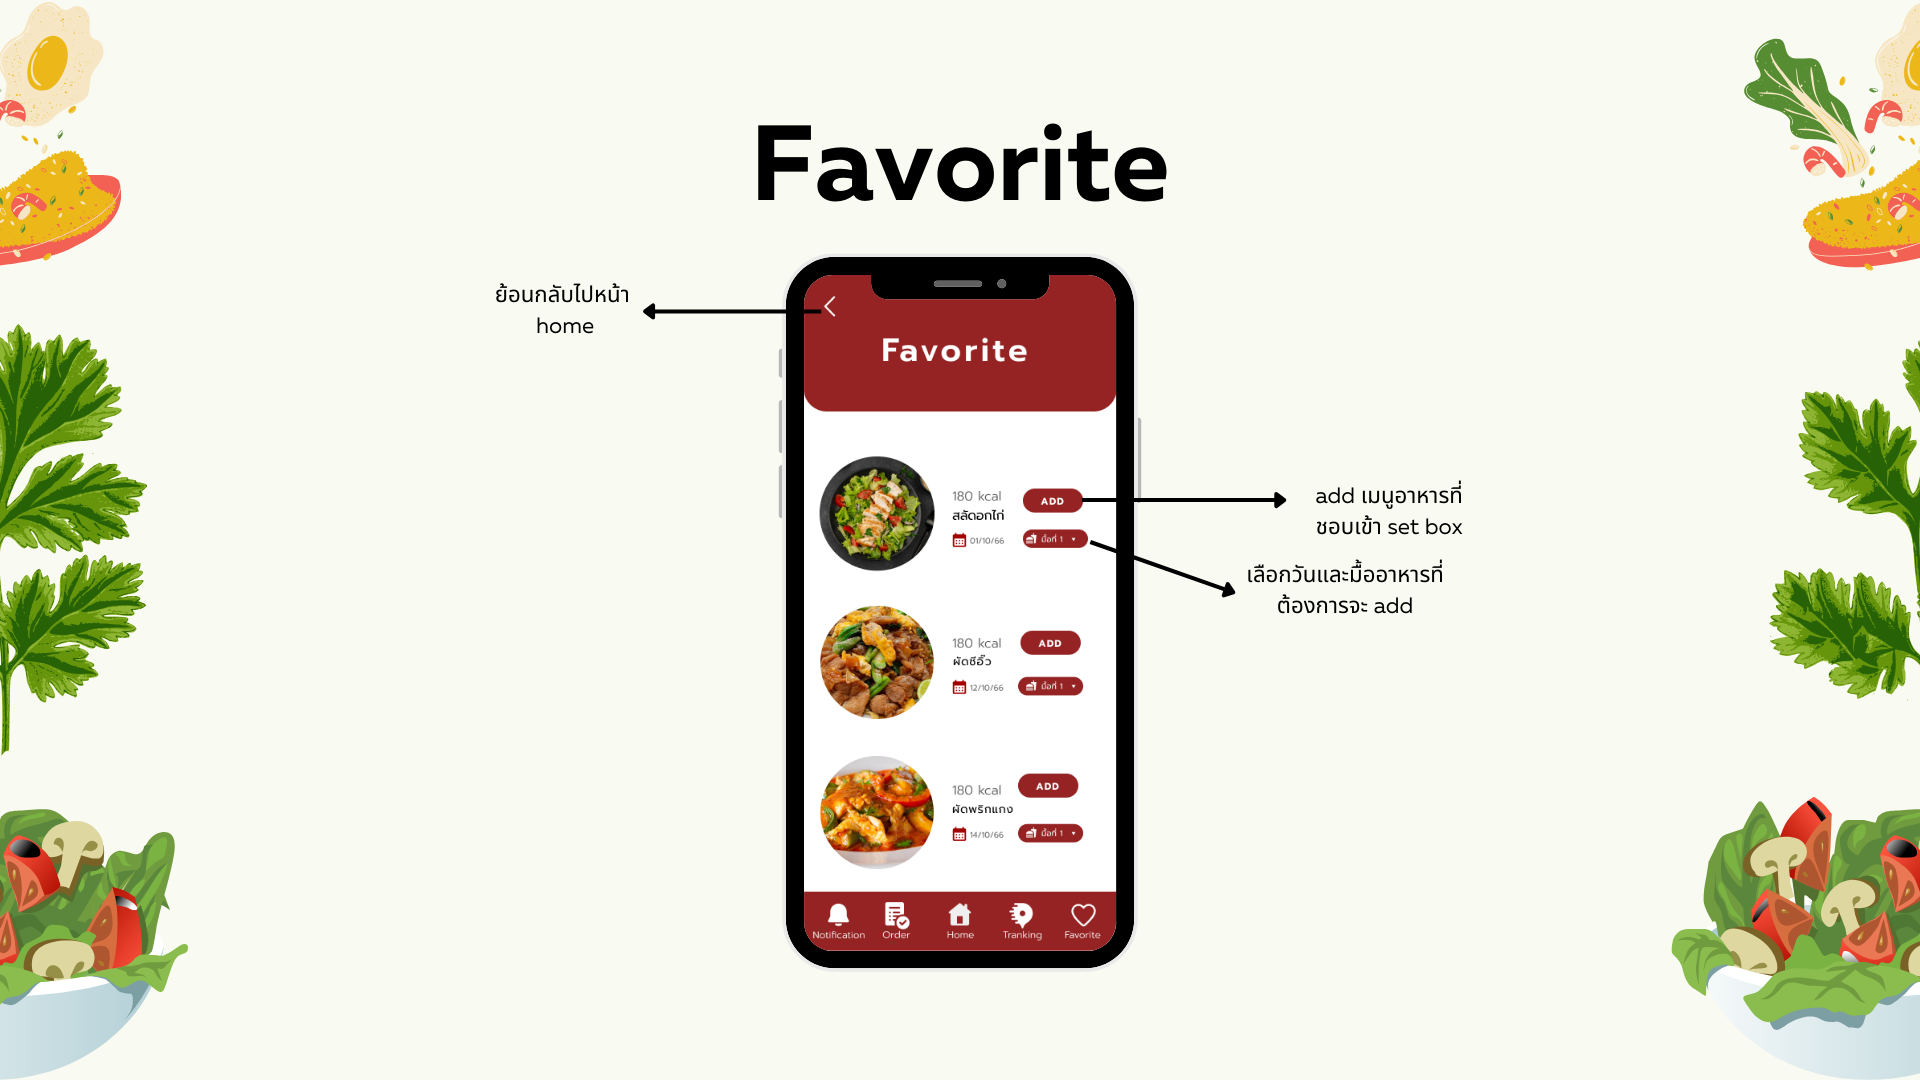 Favorite
ย้อนกลับไปหน้า
home
Favorite
180 kcal
สลัดอกไก่
01/10/66
ADD
มื้อที่ 1
add เมนูอาหารที่
ชอบเข้า set box
เลือกวันและมื้ออาหารที่
ต้องการจะ add
180 kcal
ผัดซีอิ๊ว
12/10/66
ADD
มื้อที่ 1
180 kcal
ผัดพริกแกง
14/10/66
ADD
มื้อที่ 1
Notification
Order
Home
Tranking
Favorite